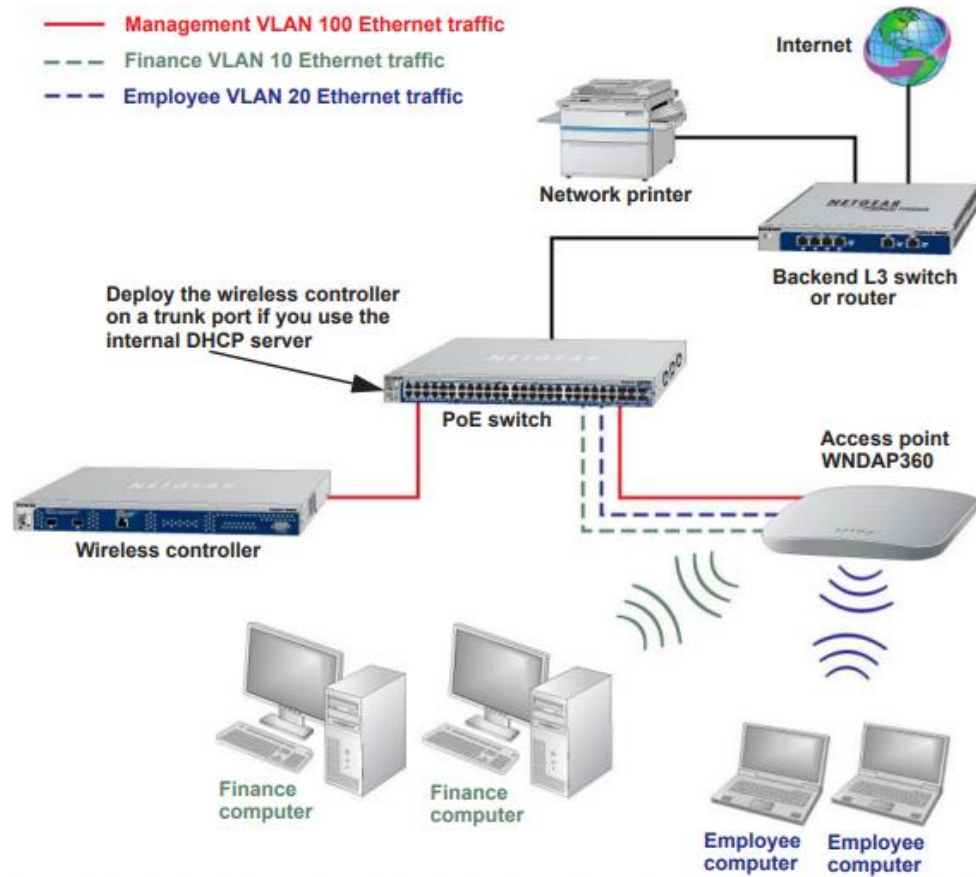 Management VLAN 100 Ethernet traffic
Finance VLAN 10 Ethernet traffic
Employee VLAN 20 Ethernet traffic
Internet
Network printer
NETGEAR
Backend L3 switch
or router
Deploy the wireless controller
on a trunk port if you use the
internal DHCP server
NETGEAR
PoE switch
Access point
WNDAP360
NETGEAR
Wireless controller
Finance
computer
Finance
computer
Employee
computer
Employee
computer